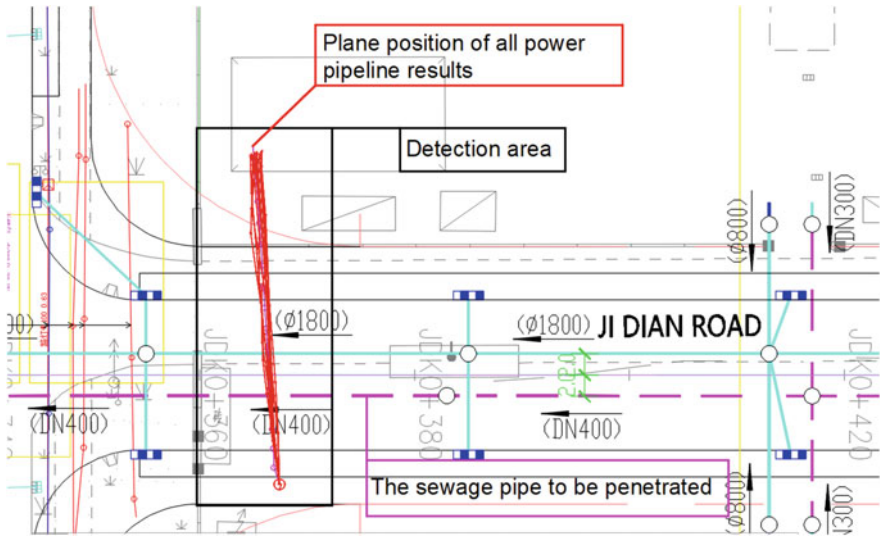 Plane position of all power
pipeline results
Detection area
(Ø800)
(DN300)
(Ø1800)
(Ø1800)
JI DIAN ROAD
JDK0+360
JDK0+380
JDK0+420
(DN400)
(DN400)
(DN400)
The sewage pipe to be penetrated